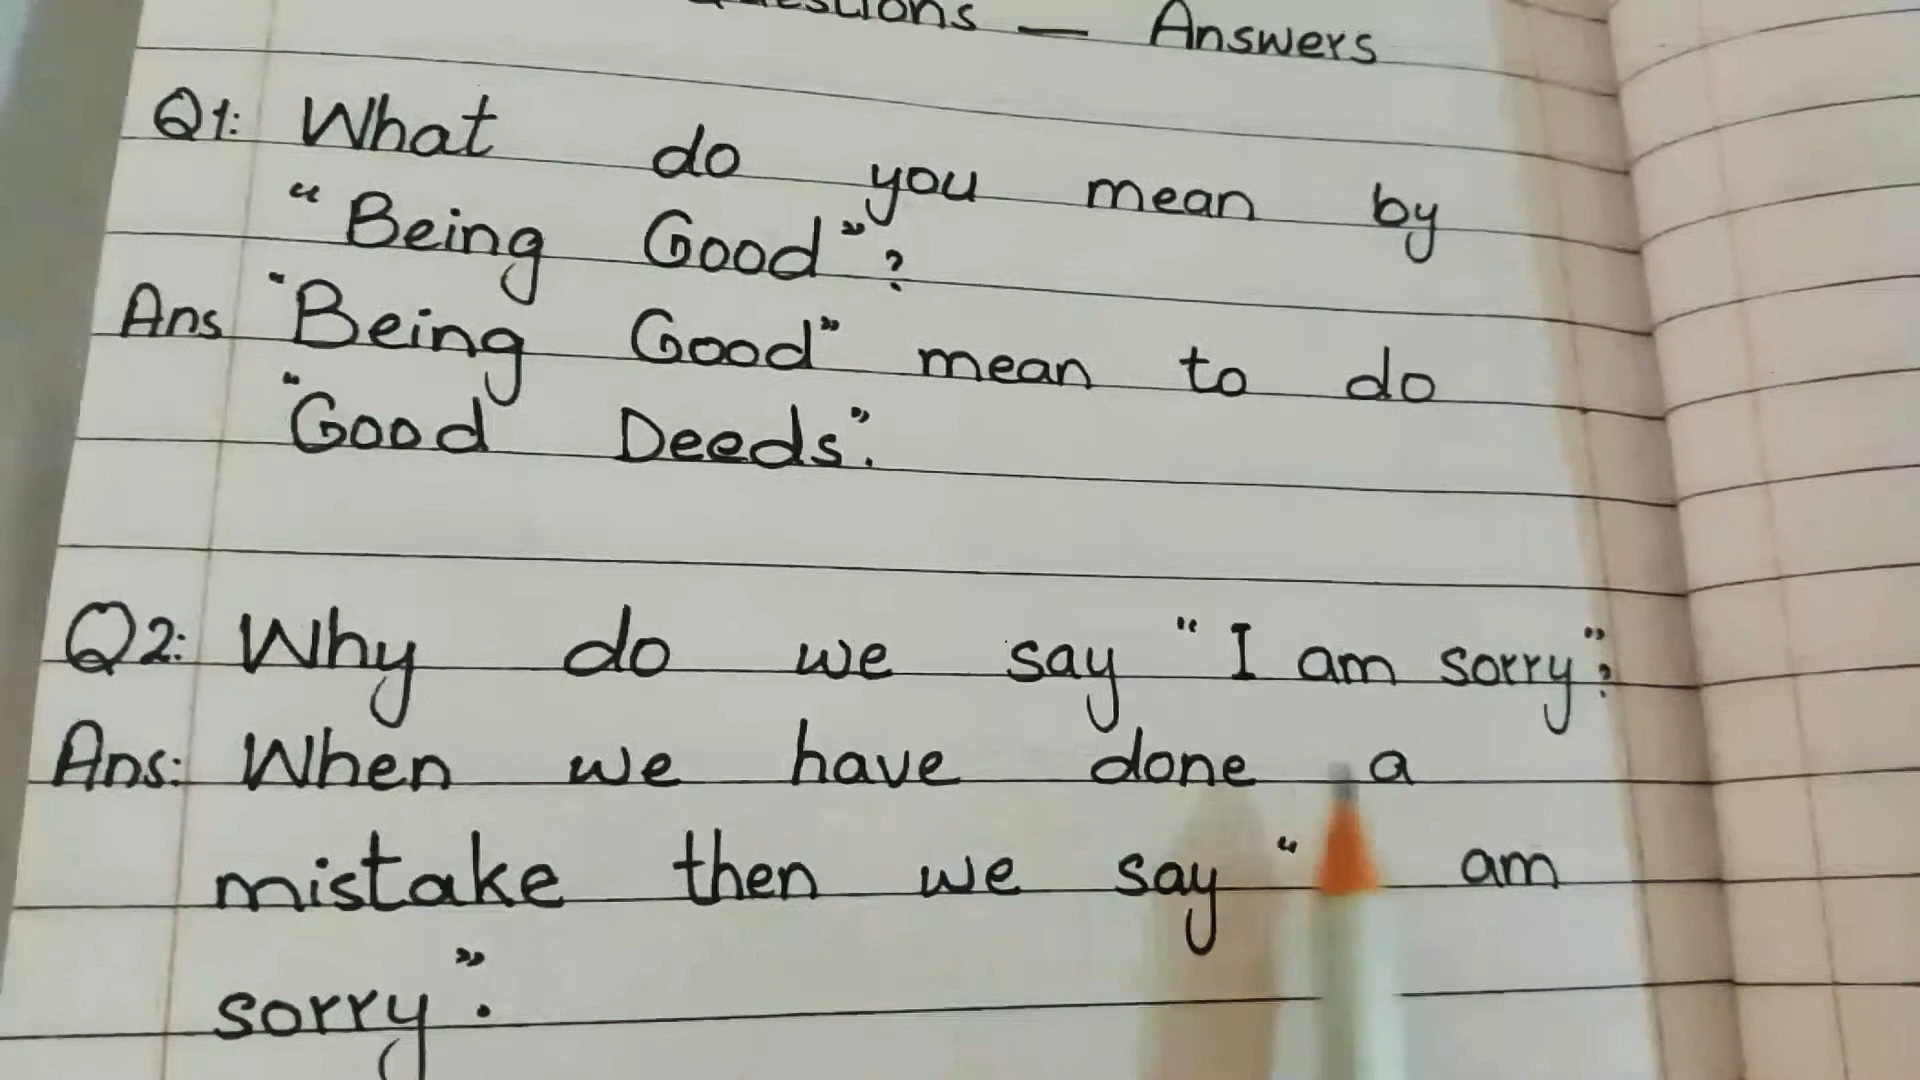 Questions — Answers
Q1: What do you mean by
"Being Good"?
Ans "Being Good" mean to do
"Good Deeds".
Q2: Why do we say "I am sorry"?
Ans: When we have done a
mistake then we say " am
sorry".